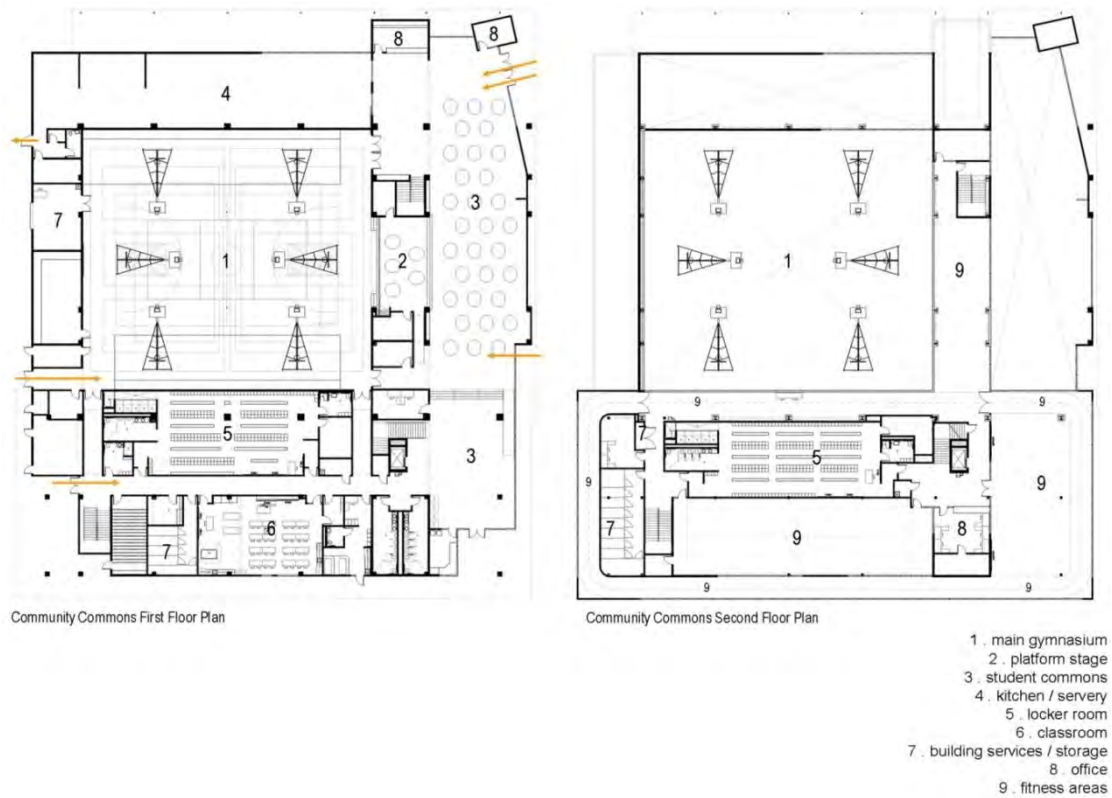 8
8
4
3
7
1
2
5
3
6
7
1
9
9
7
5
9
9
7
9
8
9
9
Community Commons First Floor Plan
Community Commons Second Floor Plan
1 . main gymnasium
2 . platform stage
3 . student commons
4 . kitchen / servery
5 . locker room
6 . classroom
7 . building services / storage
8 . office
9 . fitness areas